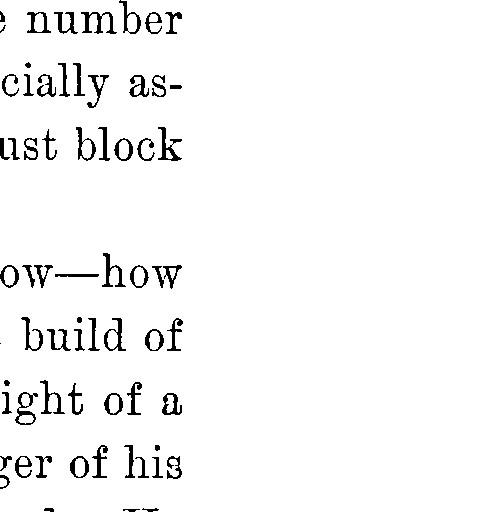 number
cially as-
ust block
ow—how
build of
ight of a
ger of his